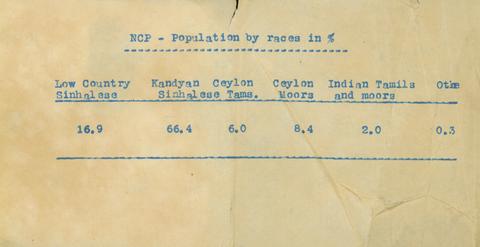 NCP - Population by races in %
Low Country Kandyan Ceylon Ceylon Indian Tamils Othe
Sinhalese Sinhalese Tams. Moors and moors
16.9 66.4 6.0 8.4 2.0 0.3